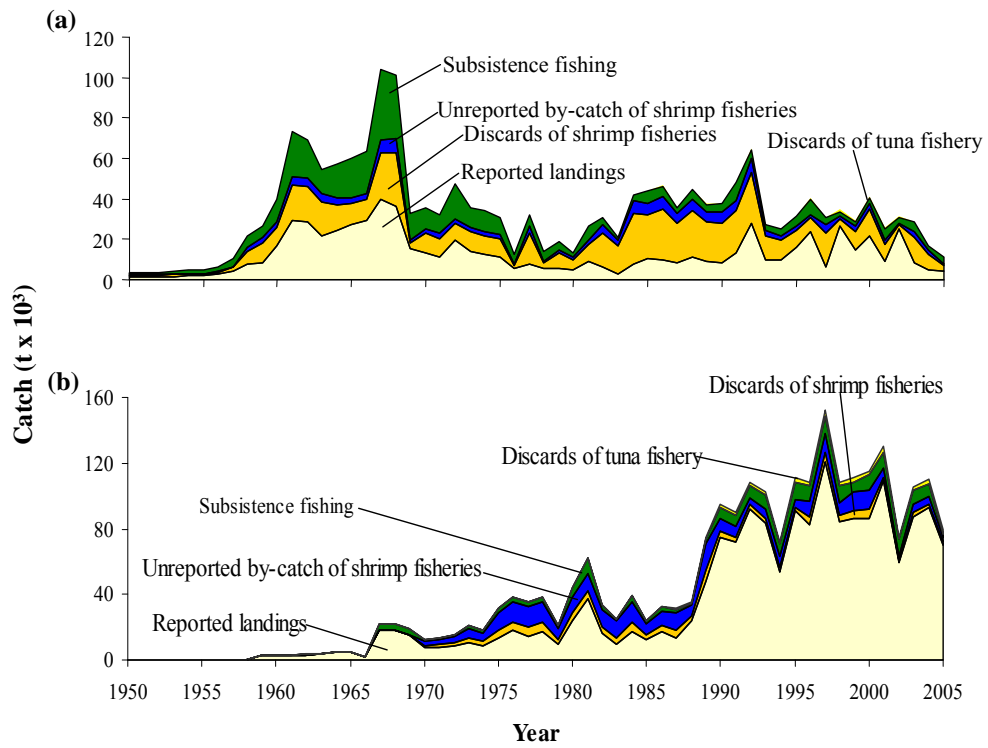 (a)
120
100
80
60
40
20
0
Subsistence fishing
Unreported by-catch of shrimp fisheries
Discards of shrimp fisheries
Reported landings
Discards of tuna fishery
Catch (t x 10³)
(b)
160
120
80
40
0
Discards of shrimp fisheries
Discards of tuna fishery
Subsistence fishing
Unreported by-catch of shrimp fisheries
Reported landings
1950 1955 1960 1965 1970 1975 1980 1985 1990 1995 2000 2005
Year